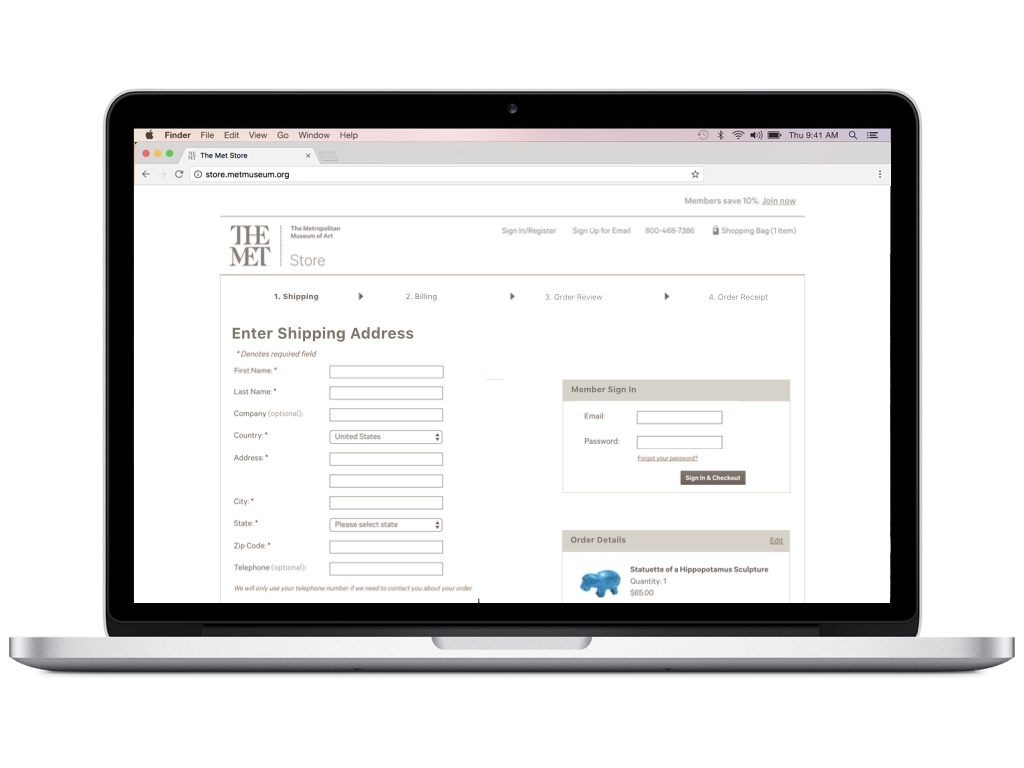 Finder File Edit View Go Window Help Thu 9:41 AM
The Met Store
store.metmuseum.org
Members save 10%. Join now
THE MET
The Metropolitan
Museum of Art
Store
Sign In/Register Sign Up for Email 800-468-7386 Shopping Bag (1 Item)
1. Shipping 2. Billing 3. Order Review 4. Order Receipt
Enter Shipping Address
* Denotes required field
First Name: *
Last Name: *
Company (optional):
Country: * United States
Address: *
City: *
State: * Please select state
Zip Code: *
Telephone (optional):
We will only use your telephone number if we need to contact you about your order.
Member Sign In
Email:
Password:
Forgot your password?
Sign In & Checkout
Order Details Edit
Statuette of a Hippopotamus Sculpture
Quantity: 1
$65.00